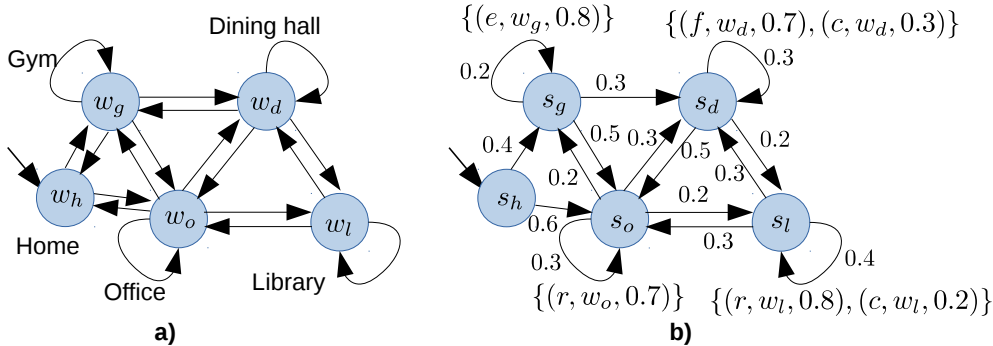 Dining hall
Gym
w_g
w_d
w_h
w_o
w_l
Home
Office
Library
a)
{(e, w_g, 0.8)}
{(f, w_d, 0.7), (c, w_d, 0.3)}
0.2
0.3
0.3
s_g
s_d
0.4
0.5
0.3
0.5
0.2
0.2
0.3
s_h
0.6
s_o
0.2
0.3
s_l
0.3
0.4
{(r, w_o, 0.7)}
{(r, w_l, 0.8), (c, w_l, 0.2)}
b)